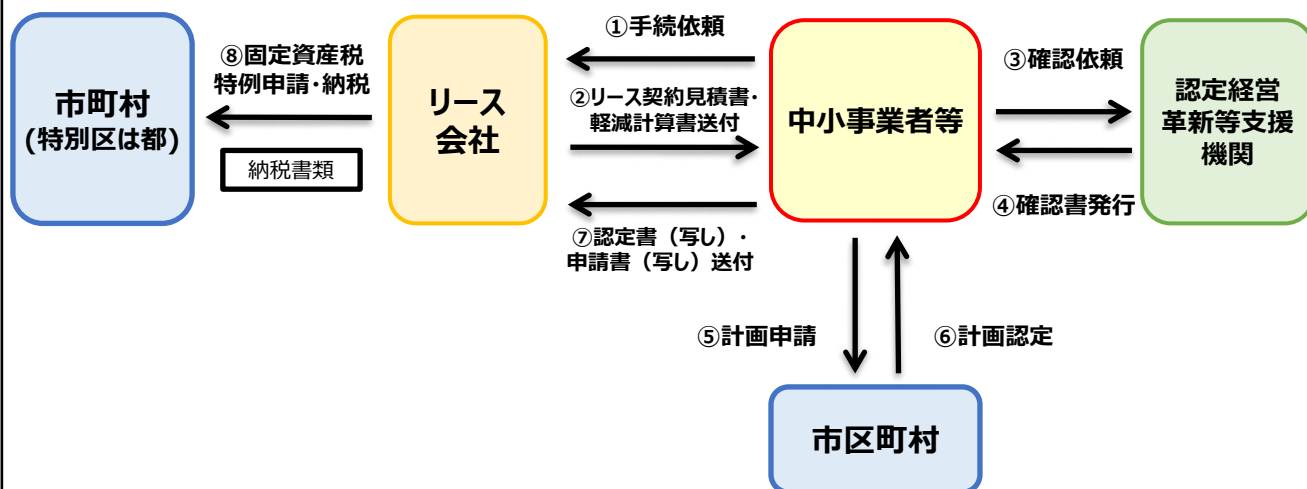 市町村
(特別区は都)
⑧固定資産税
特例申請・納税
納税書類
リース
会社
①手続依頼
②リース契約見積書・
軽減計算書送付
⑦認定書（写し）・
申請書（写し）送付
中小事業者等
③確認依頼
④確認書発行
認定経営
革新等支援
機関
⑤計画申請
⑥計画認定
市区町村